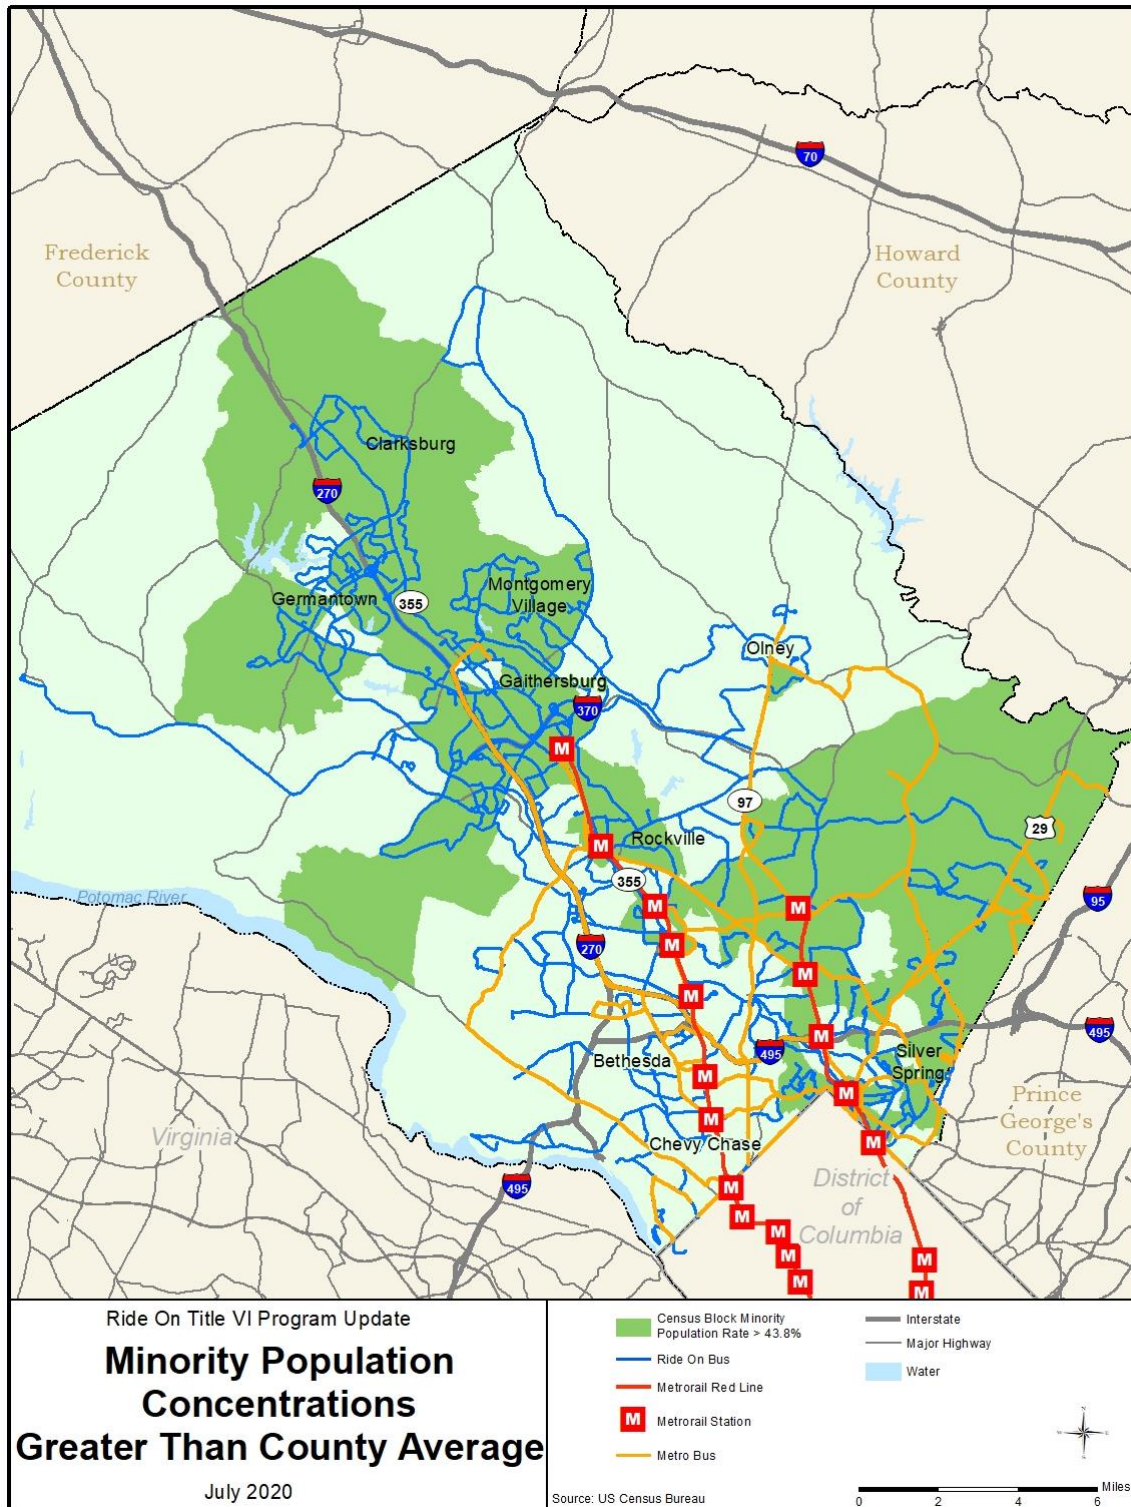 70
Frederick
County
Howard
County
Clarksburg
270
Montgomery
Village
Germantown
355
Olney
Gaithersburg
370
M
97
29
Rockville
M
355
95
Potomac River
M
M
M
270
M
M
M
495
M
495
Silver
Spring
Bethesda
M
M
Prince
George's
County
Virginia
M
Chevy Chase
M
495
M
District
of
Columbia
M
M
M
M
M
M
Ride On Title VI Program Update
Minority Population
Concentrations
Greater Than County Average
July 2020
Census Block Minority
Population Rate > 43.8%
Ride On Bus
Metrorail Red Line
M
Metrorail Station
Metro Bus
Source: US Census Bureau
Interstate
Major Highway
Water
N
W
E
S
Miles
0 2 4 6